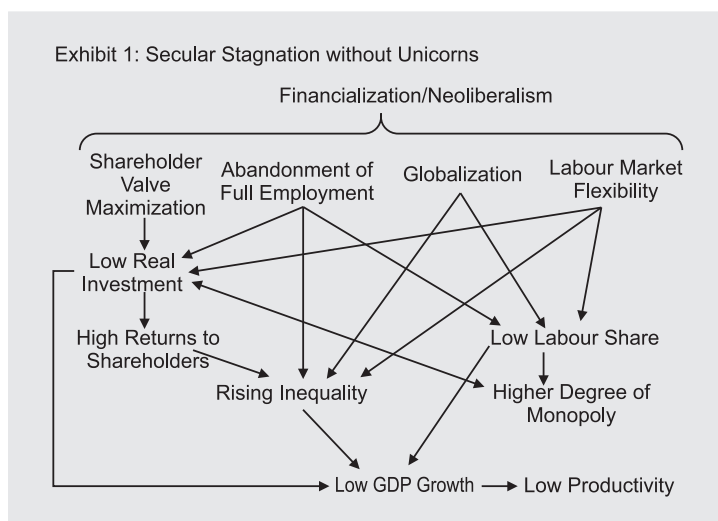 Exhibit 1: Secular Stagnation without Unicorns
Financialization/Neoliberalism
Shareholder
Valve
Maximization
Abandonment of
Full Employment
Globalization
Labour Market
Flexibility
Low Real
Investment
High Returns to
Shareholders
Low Labour Share
Rising Inequality
Higher Degree of
Monopoly
Low GDP Growth
Low Productivity